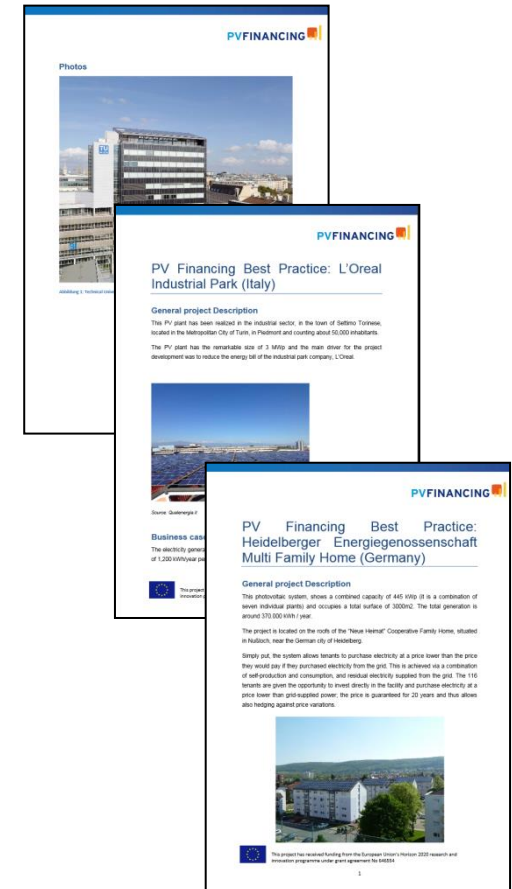 PVFINANCING
Photos
TU
Abbildung 1: Technical Unive
PVFINANCING
PV Financing Best Practice: L'Oreal
Industrial Park (Italy)
General project Description
This PV plant has been realized in the industrial sector, in the town of Settimo Torinese,
located in the Metropolitan City of Turin, in Piedmont and counting about 50,000 inhabitants.
The PV plant has the remarkable size of 3 MWp and the main driver for the project
development was to reduce the energy bill of the industrial park company, L'Oreal.
Source: Qualenergia.it
Business case
The electricity genera
of 1,200 kWh/year pe
This project
innovation p
PVFINANCING
PV Financing Best Practice:
Heidelberger Energiegenossenschaft
Multi Family Home (Germany)
General project Description
This photovoltaik system, shows a combined capacity of 445 kWp (it is a combination of
seven individual plants) and occupies a total surface of 3000m2. The total generation is
around 370.000 kWh / year.
The project is located on the roofs of the "Neue Heimat" Cooperative Family Home, situated
in Nußloch, near the German city of Heidelberg.
Simply put, the system allows tenants to purchase electricity at a price lower than the price
they would pay if they purchased electricity from the grid. This is achieved via a combination
of self-production and consumption, and residual electricity supplied from the grid. The 116
tenants are given the opportunity to invest directly in the facility and purchase electricity at a
price lower than grid-supplied power, the price is guaranteed for 20 years and thus allows
also hedging against price variations.
This project has received funding from the European Union's Horizon 2020 research and
innovation programme under grant agreement No 646554
1